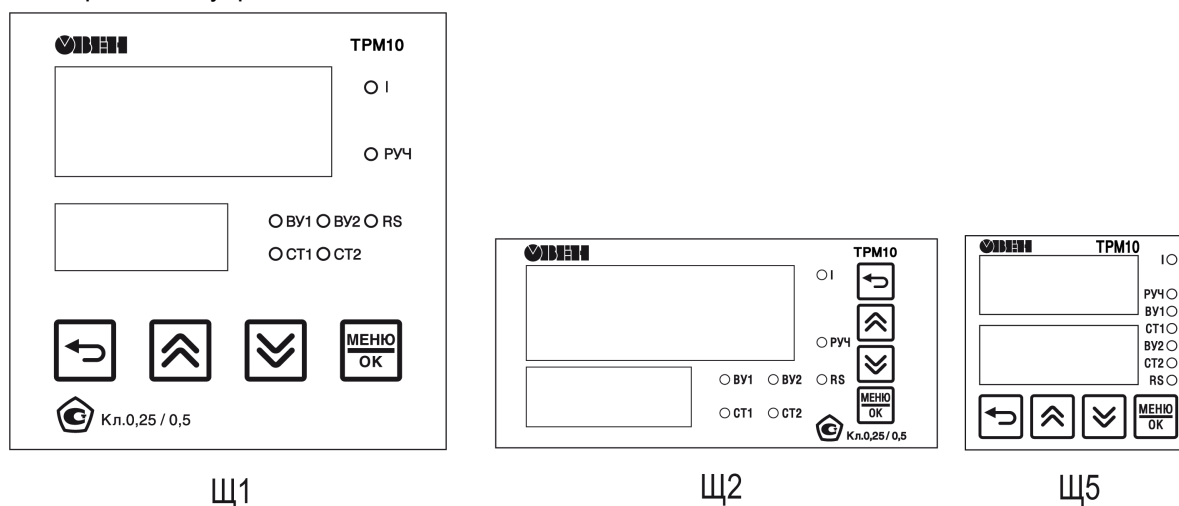 ОВЕН ТРМ10
I
РУЧ
ВУ1 ВУ2 RS
СТ1 СТ2
МЕНЮ
ОК
Кл.0,25 / 0,5
Щ1
ОВЕН ТРМ10
I
РУЧ
ВУ1 ВУ2 RS
СТ1 СТ2
МЕНЮ
ОК
Кл.0,25 / 0,5
Щ2
ОВЕН ТРМ10
I
РУЧ
ВУ1
СТ1
ВУ2
СТ2
RS
МЕНЮ
ОК
Щ5